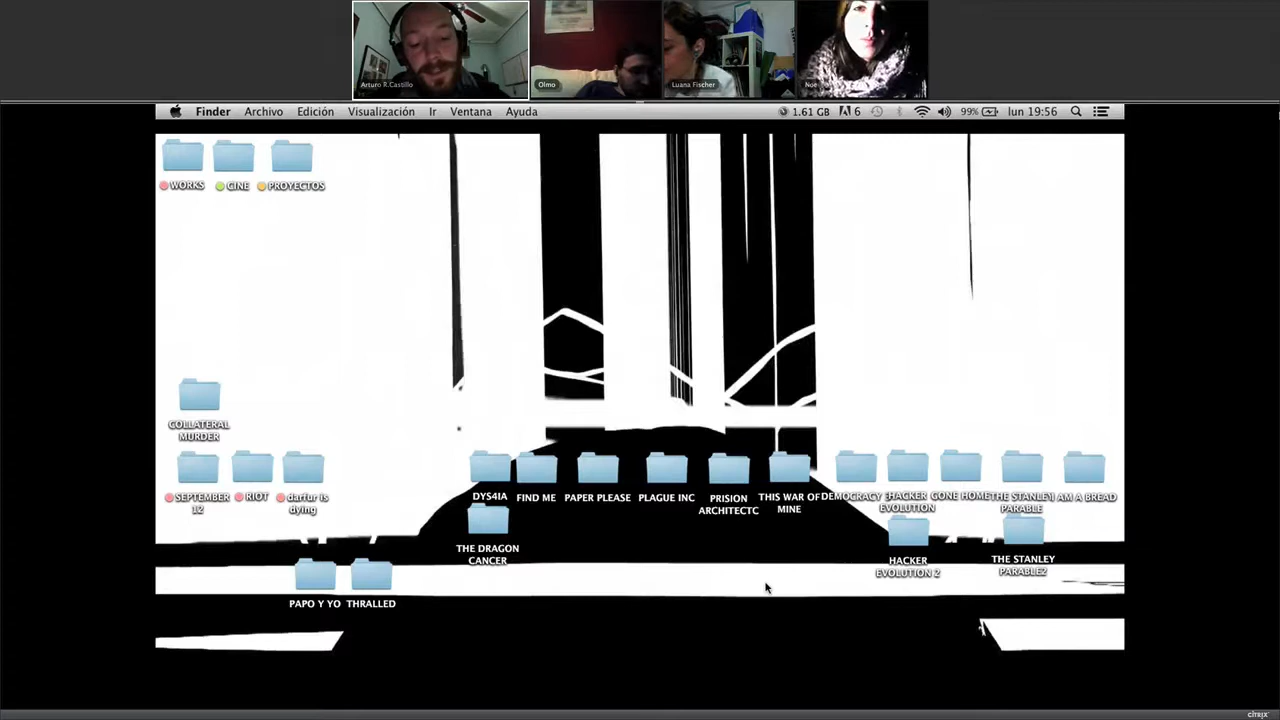 Arturo R.Castillo
Olmo
Luana Fischer
Noe
Finder Archivo Edición Visualización Ir Ventana Ayuda
1.61 GB 6 99% lun 19:56
WORKS CINE PROYECTOS
COLLATERAL
MURDER
SEPTEMBER
12
RIOT
darfur is
dying
DYS4IA
FIND ME
PAPER PLEASE
PLAGUE INC
PRISION
ARCHITECTC
THIS WAR OF
MINE
DEMOCRACY
HACKER
EVOLUTION
GONE HOME
THE STANLEY
PARABLE
I AM A BREAD
THE DRAGON
CANCER
HACKER
EVOLUTION 2
THE STANLEY
PARABLE2
PAPO Y YO
THRALLED
CITRIX